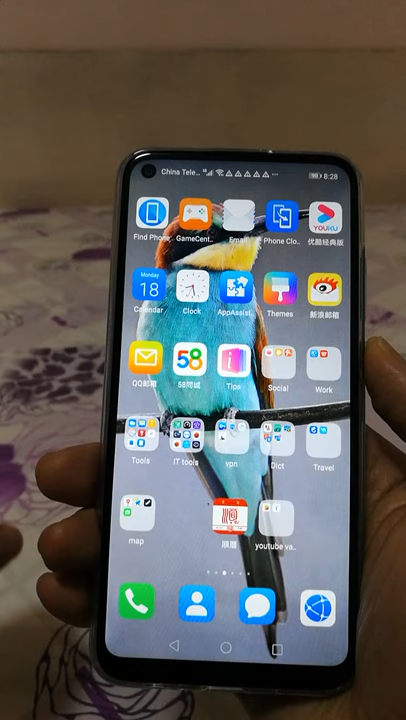 China Tele... 8:28
Find Phone GameCent.. Email Phone Clo.. 优酷经典版
YOUKU
Monday
18
Calendar Clock AppAssist.. Themes 新浪邮箱
58
QQ邮箱 58同城 Tips Social Work
Tools IT tools vpn Dict Travel
map 順曆 youtube va..